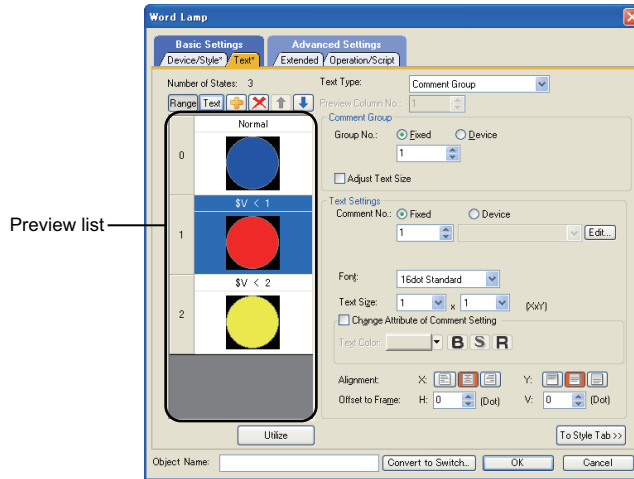 Word Lamp
Basic Settings
Advanced Settings
Device/Style* Text* Extended Operation/Script
Number of States: 3
Text Type: Comment Group
Range Text
Preview Column No.: 1
Comment Group
Normal
Group No.: Fixed Device
0
1
Adjust Text Size
$V < 1
Text Settings
Comment No.: Fixed Device
Preview list
1
1
Edit...
$V < 2
Font: 16dot Standard
Text Size: 1 x 1 (XxY)
2
Change Attribute of Comment Setting
Text Color: B S R
Alignment: X: Y:
Offset to Frame: H: 0 (Dot) V: 0 (Dot)
Utilize
To Style Tab >>
Object Name:
Convert to Switch...
OK
Cancel